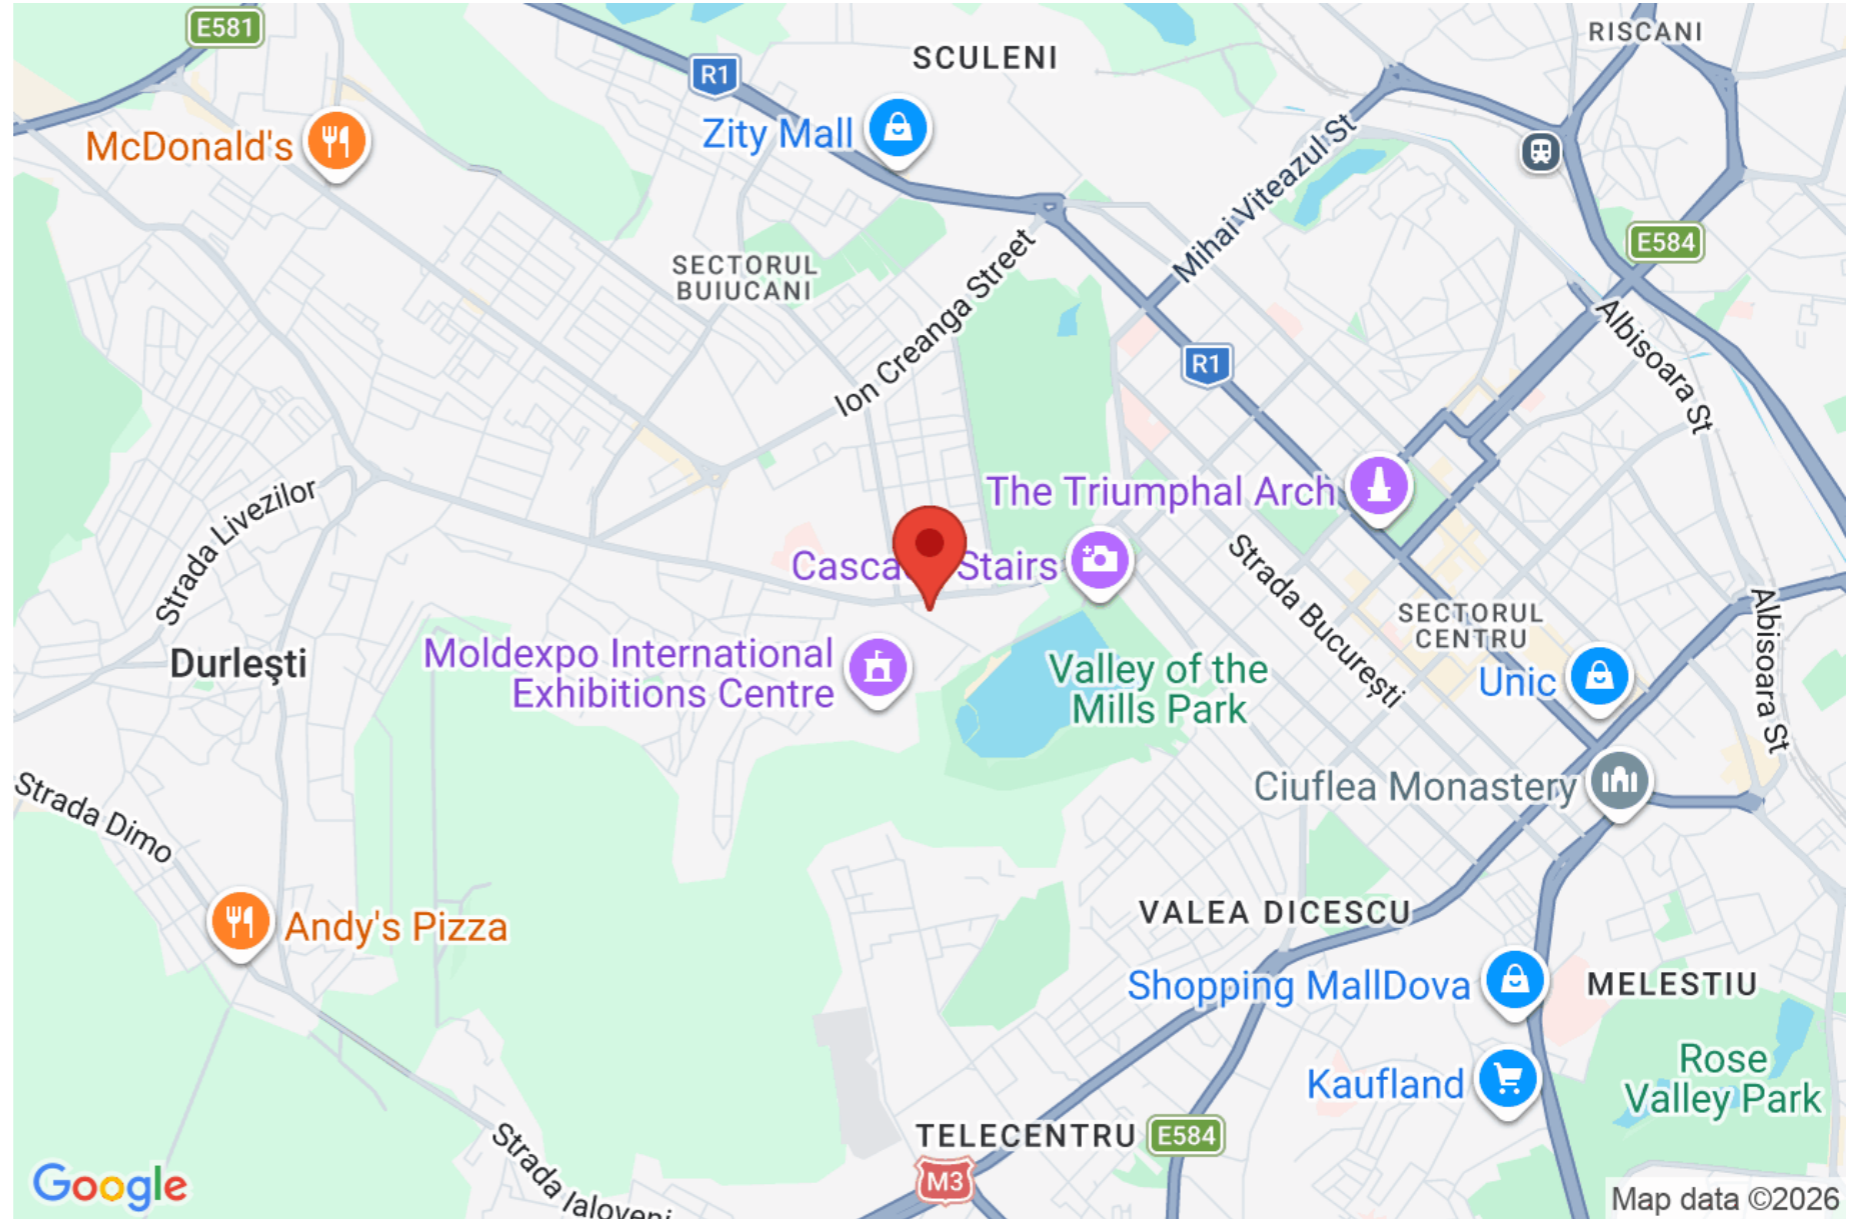 E581
SCULENI
RISCANI
R1
Zity Mall
McDonald's
Mihai Viteazul St
E584
SECTORUL
BUIUCANI
Ion Creanga Street
Albisoara St
R1
The Triumphal Arch
Strada Livezilor
Stairs
Strada București
SECTORUL
CENTRU
Albisoara St
Durleşti
Moldexpo International
Exhibitions Centre
Valley of the
Mills Park
Unic
Ciuflea Monastery
Strada Dimo
Andy's Pizza
VALEA DICESCU
Shopping MallDova
MELESTIU
Rose
Valley Park
Kaufland
TELECENTRU
E584
M3
Strada Ialoveni
Google
Map data ©2026